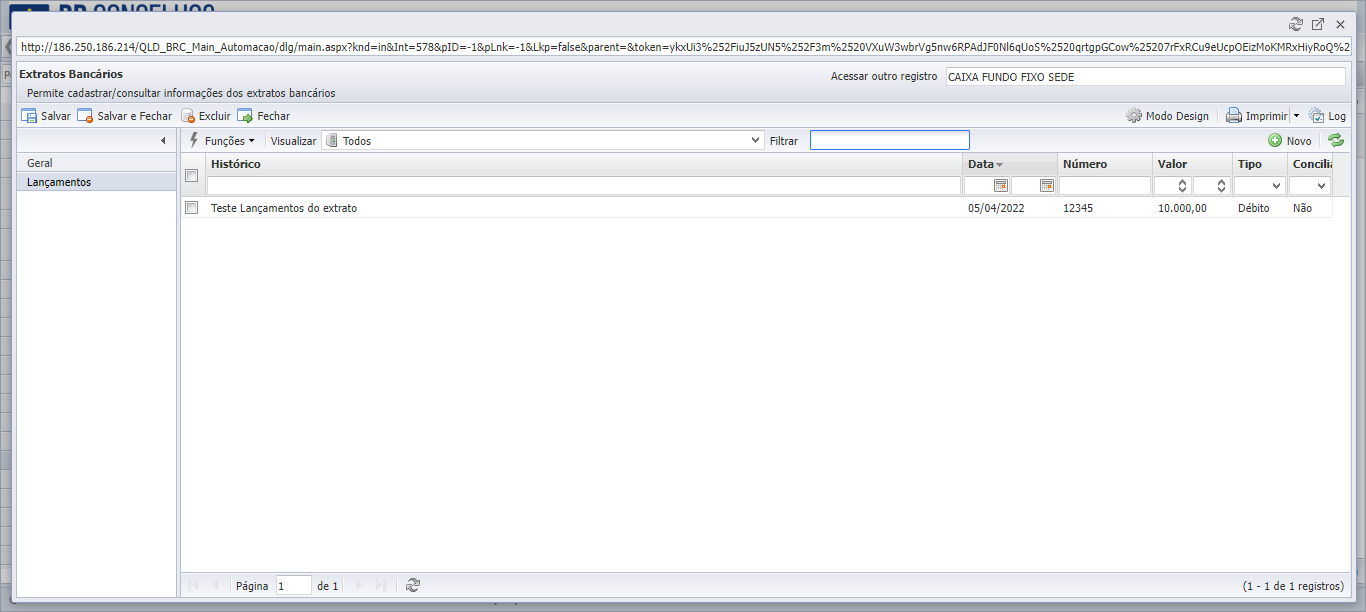 BR CONSELHOS
http://186.250.186.214/QLD_BRC_Main_Automacao/dlg/main.aspx?knd=in&Int=578&pID=-1&pLnk=-1&Lkp=false&parent=&token=ykxUi3%252FiuJ5zUN5%252F3m%2520VXuW3wbrVg5nw6RPAdJF0Nl6qUoS%2520qrtgpGCow%25207rFxRCu9eUcpOEizMoKMRxHiyRoQ%2
Extratos Bancários
Acessar outro registro CAIXA FUNDO FIXO SEDE
Permite cadastrar/consultar informações dos extratos bancários
Salvar Salvar e Fechar Excluir Fechar Modo Design Imprimir Log
Funções Visualizar Todos Filtrar Novo
Geral
Lançamentos
Histórico Data Número Valor Tipo Concilia
Teste Lançamentos do extrato 05/04/2022 12345 10.000,00 Débito Não
Página 1 de 1 (1 - 1 de 1 registros)